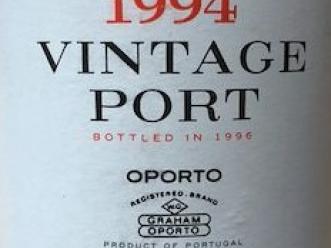 1994
VINTAGE
PORT
BOTTLED IN 1996
OPORTO
REGISTERED. BRAND
W.G.
GRAHAM
OPORTO
PRODUCT OF PORTUGAL